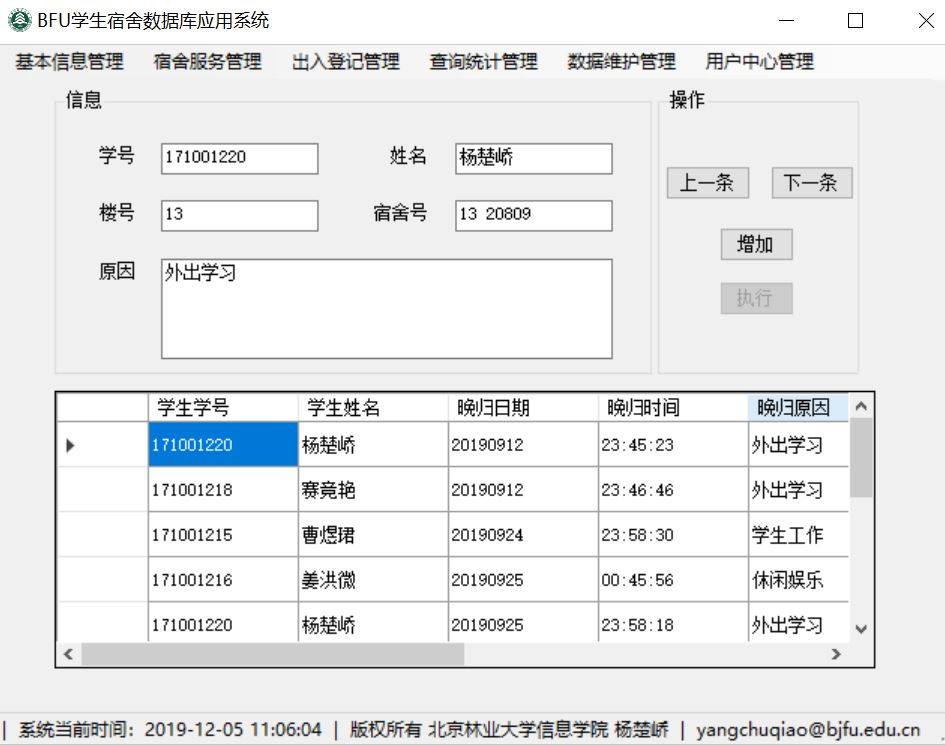 BFU学生宿舍数据库应用系统
基本信息管理 宿舍服务管理 出入登记管理 查询统计管理 数据维护管理 用户中心管理
信息 操作
学号 171001220 姓名 杨楚峤
上一条 下一条
楼号 13 宿舍号 13 20809
增加
原因 外出学习
执行
学生学号 学生姓名 晚归日期 晚归时间 晚归原因
171001220 杨楚峤 20190912 23:45:23 外出学习
171001218 赛竞艳 20190912 23:46:46 外出学习
171001215 曹煜珺 20190924 23:58:30 学生工作
171001216 姜洪微 20190925 00:45:56 休闲娱乐
171001220 杨楚峤 20190925 23:58:18 外出学习
| 系统当前时间: 2019-12-05 11:06:04 | 版权所有 北京林业大学信息学院 杨楚峤 | yangchuqiao@bjfu.edu.cn